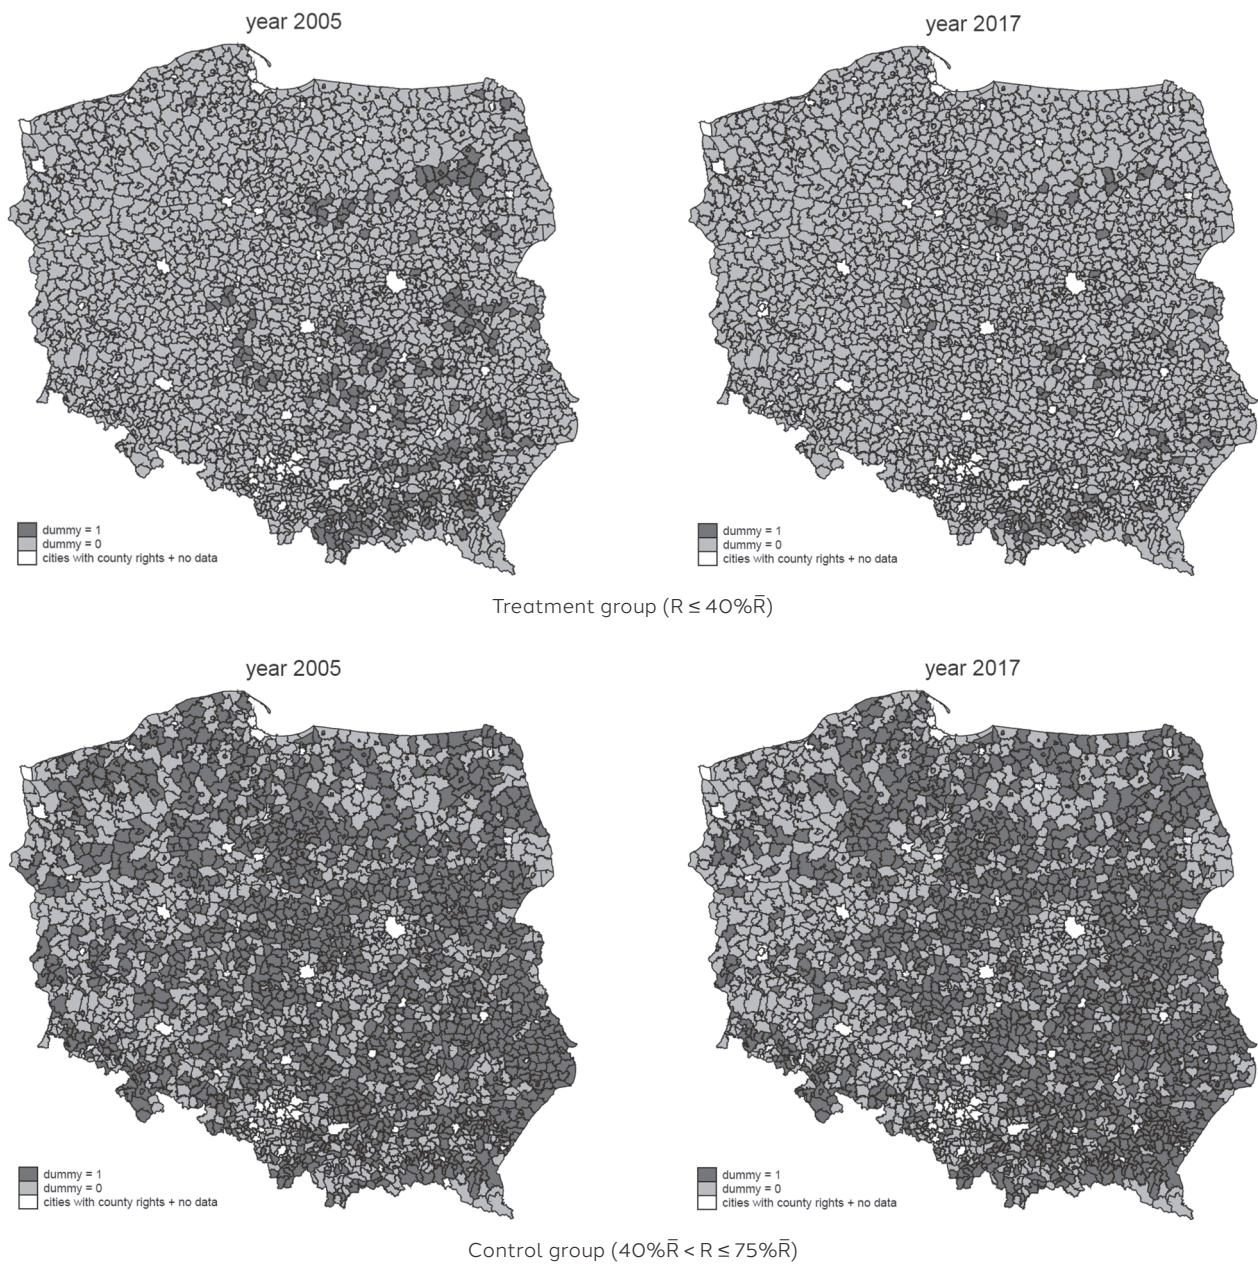 year 2005
year 2017
dummy = 1
dummy = 0
cities with county rights + no data
dummy = 1
dummy = 0
cities with county rights + no data
Treatment group (R ≤ 40%R̄)
year 2005
year 2017
dummy = 1
dummy = 0
cities with county rights + no data
dummy = 1
dummy = 0
cities with county rights + no data
Control group (40%R̄ < R ≤ 75%R̄)